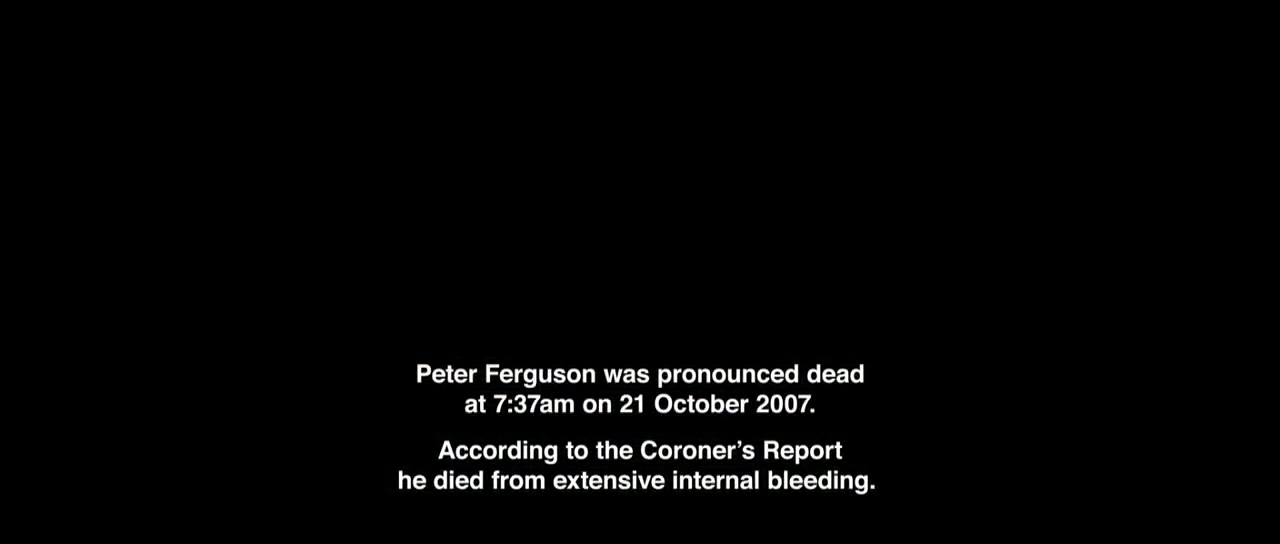 Peter Ferguson was pronounced dead
at 7:37am on 21 October 2007.
According to the Coroner’s Report
he died from extensive internal bleeding.